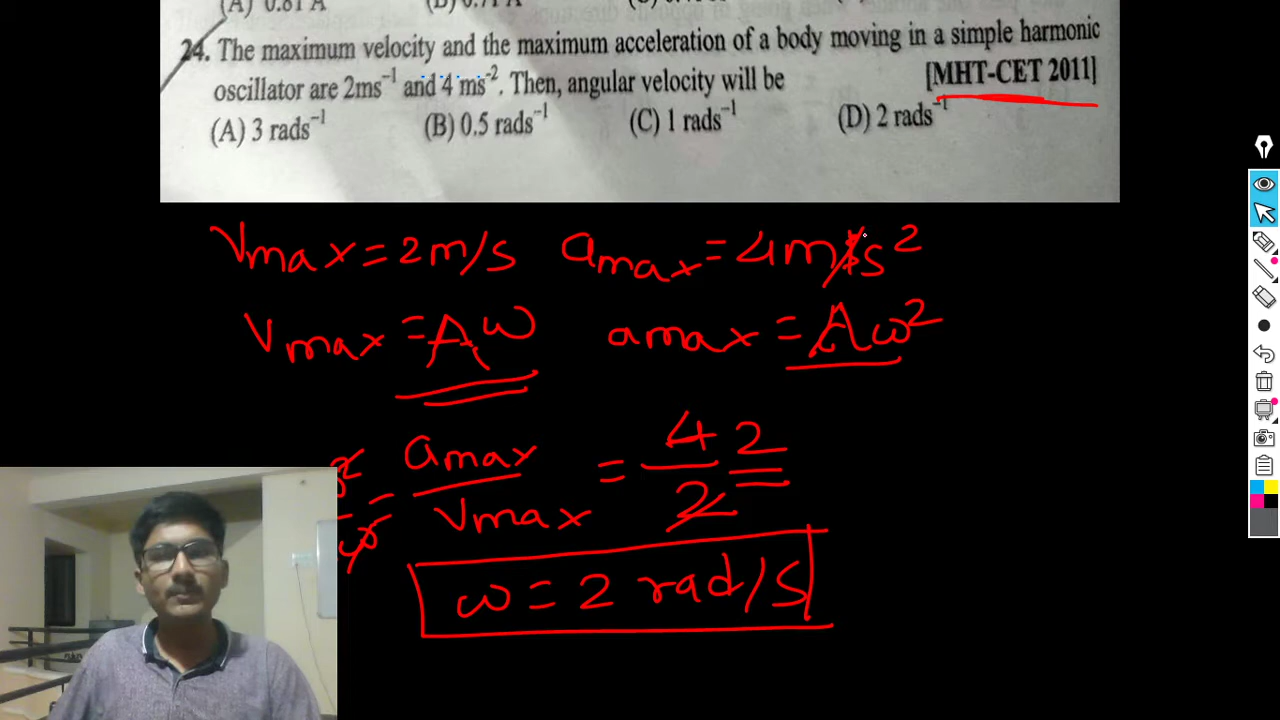 (A) 0.81 A
24. The maximum velocity and the maximum acceleration of a body moving in a simple harmonic
oscillator are 2ms⁻¹ and 4 ms⁻². Then, angular velocity will be [MHT-CET 2011]
(A) 3 rads⁻¹ (B) 0.5 rads⁻¹ (C) 1 rads⁻¹ (D) 2 rads⁻¹
Vmax = 2m/s amax = 4m/s²
Vmax = Aω amax = Aω²
amax/Vmax = 4/2 2
ω = 2 rad/s